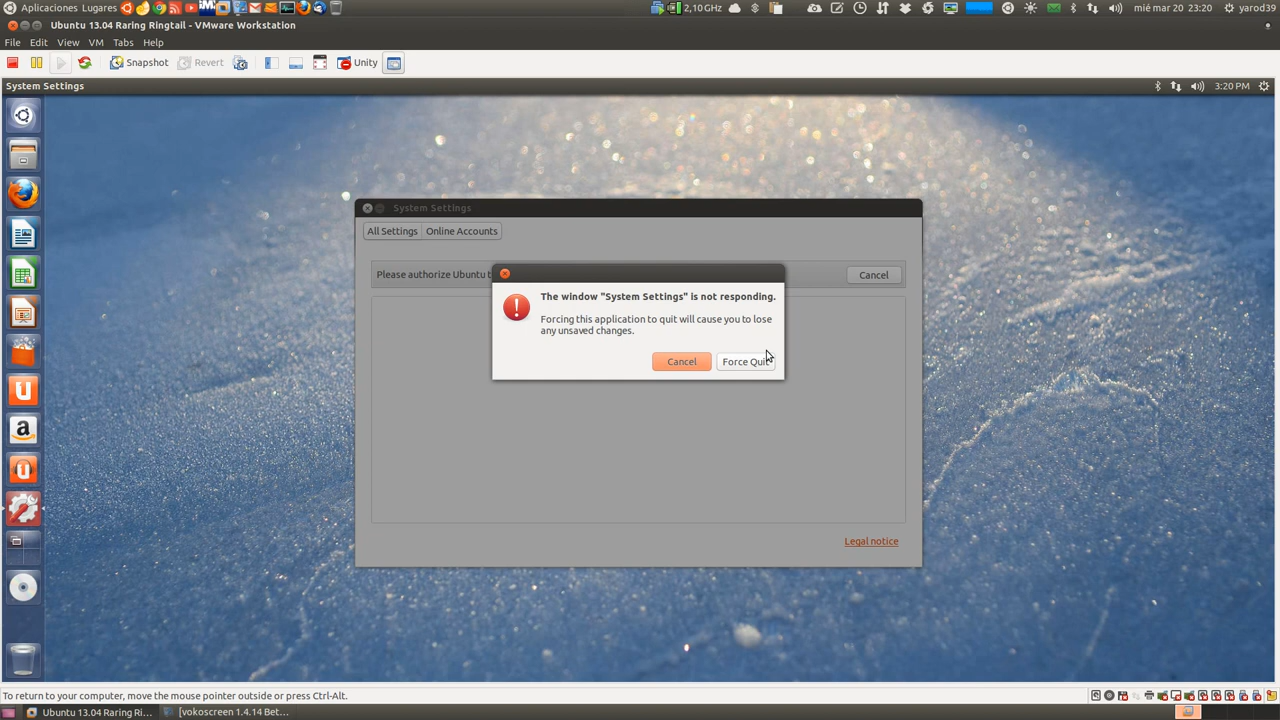 Aplicaciones Lugares
2,10 GHz
mié mar 20 23:20
yarod39
Ubuntu 13.04 Raring Ringtail - VMware Workstation
File Edit View VM Tabs Help
Snapshot
Revert
Unity
System Settings
3:20 PM
System Settings
All Settings
Online Accounts
Please authorize Ubuntu t
Cancel
The window "System Settings" is not responding.
Forcing this application to quit will cause you to lose
any unsaved changes.
Cancel
Force Quit
Legal notice
To return to your computer, move the mouse pointer outside or press Ctrl-Alt.
Ubuntu 13.04 Raring Ri...
[vokoscreen 1.4.14 Bet...